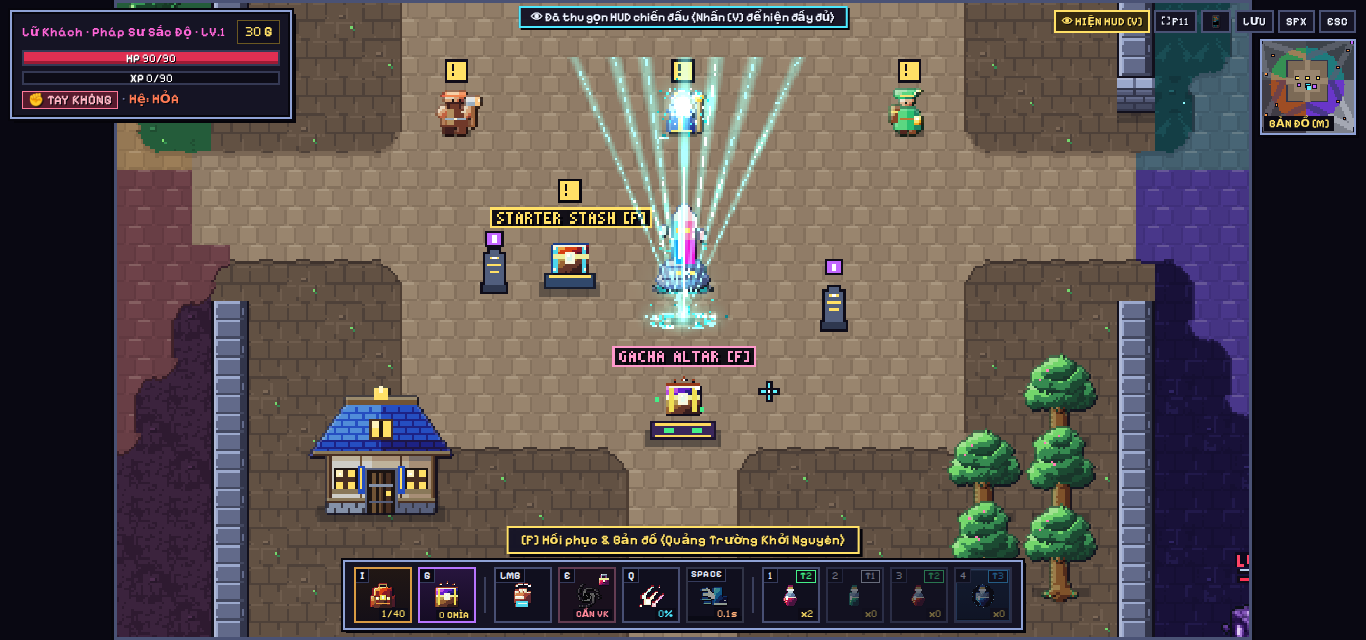 Đã thu gọn HUD chiến đấu (Nhấn [V] để hiện đầy đủ)
Lữ Khách · Pháp Sư Sắc Độ · LV.1
30 G
HP 90/90
XP 0/90
TAY KHÔNG · Hệ: HỎA
HIỆN HUD [V]
F11
LƯU
SFX
ESC
BẢN ĐỒ [M]
!
!
!
!
STARTER STASH [F]
GACHA ALTAR [F]
[F] Hồi phục & Bản đồ (Quảng Trường Khởi Nguyên)
I
1/40
G
0 CHÌA
LMB
E
CẦN VK
Q
0%
SPACE
0.1s
1
T2
x2
2
T1
x0
3
T2
x0
4
T3
x0